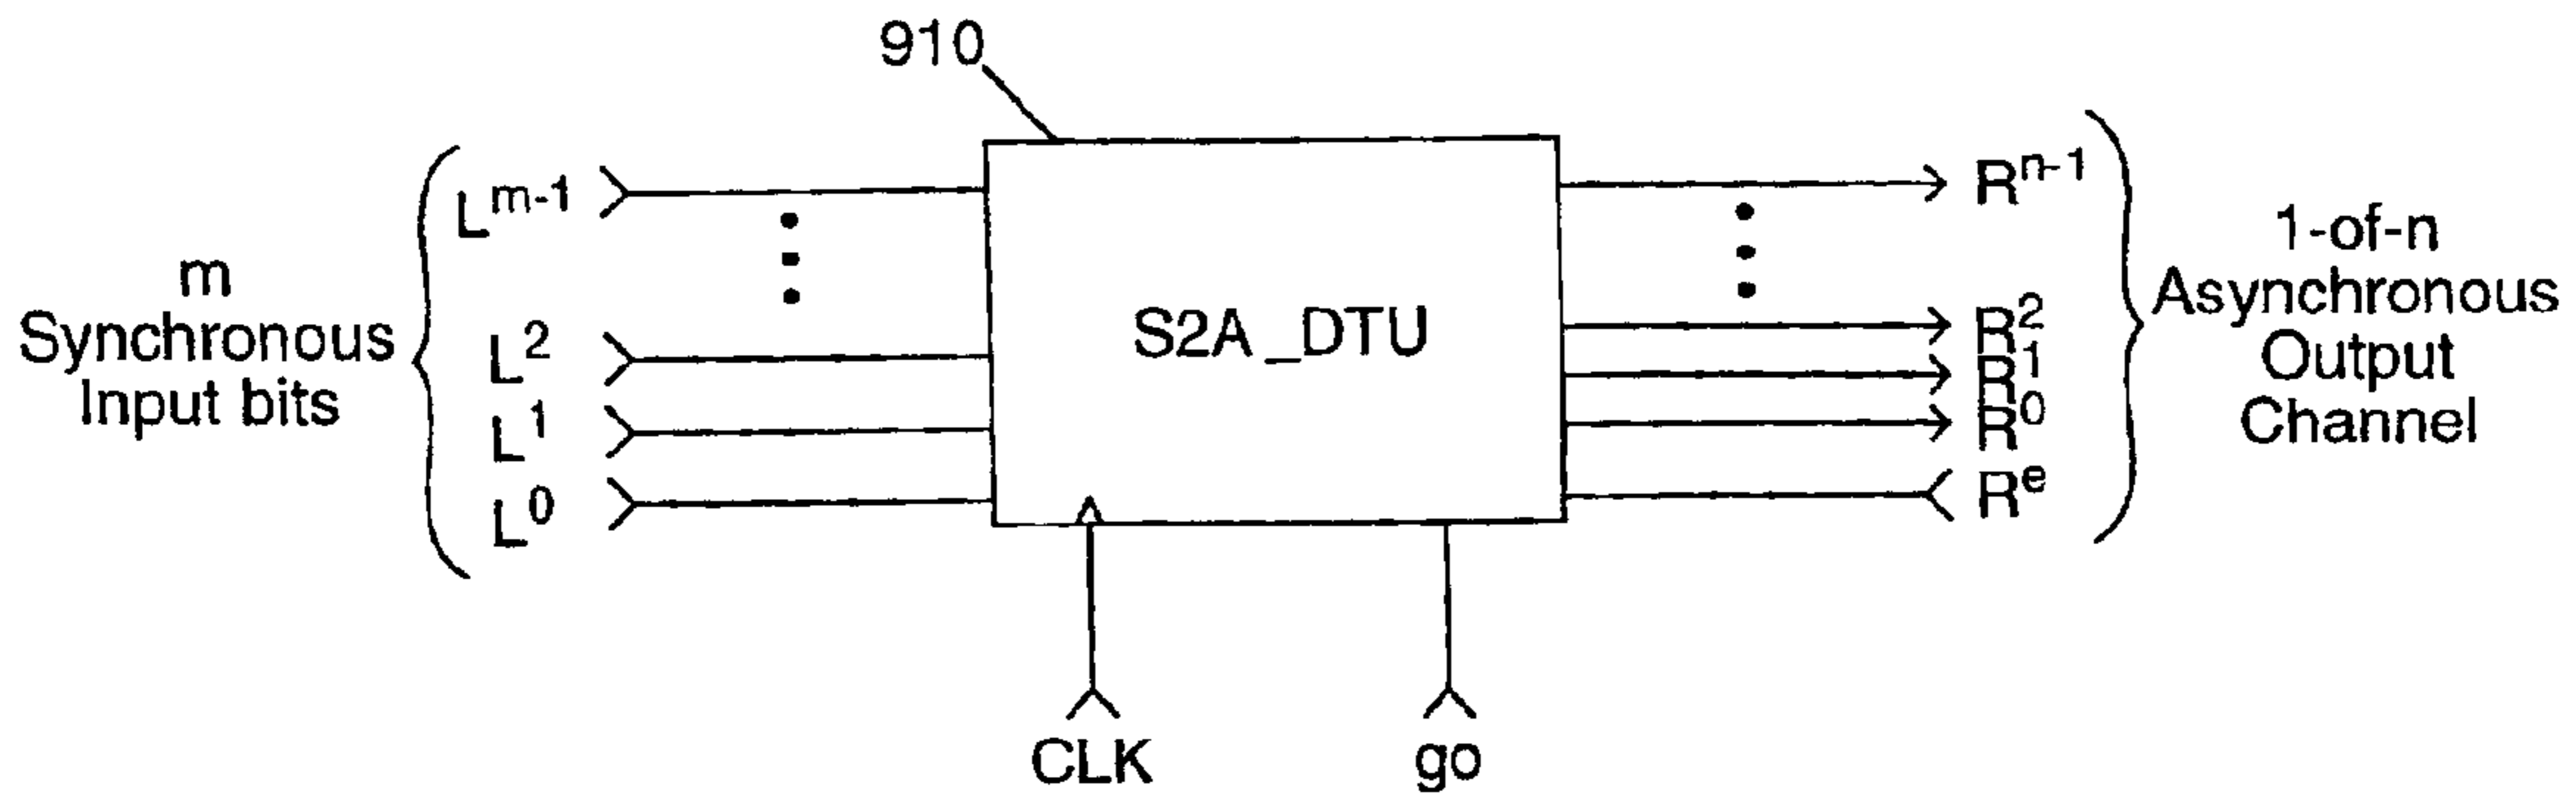 910
m
Synchronous
Input bits
L^m-1
L^2
L^1
L^0
S2A_DTU
R^n-1
R^2
R^1
R^0
R^e
1-of-n
Asynchronous
Output
Channel
CLK
go